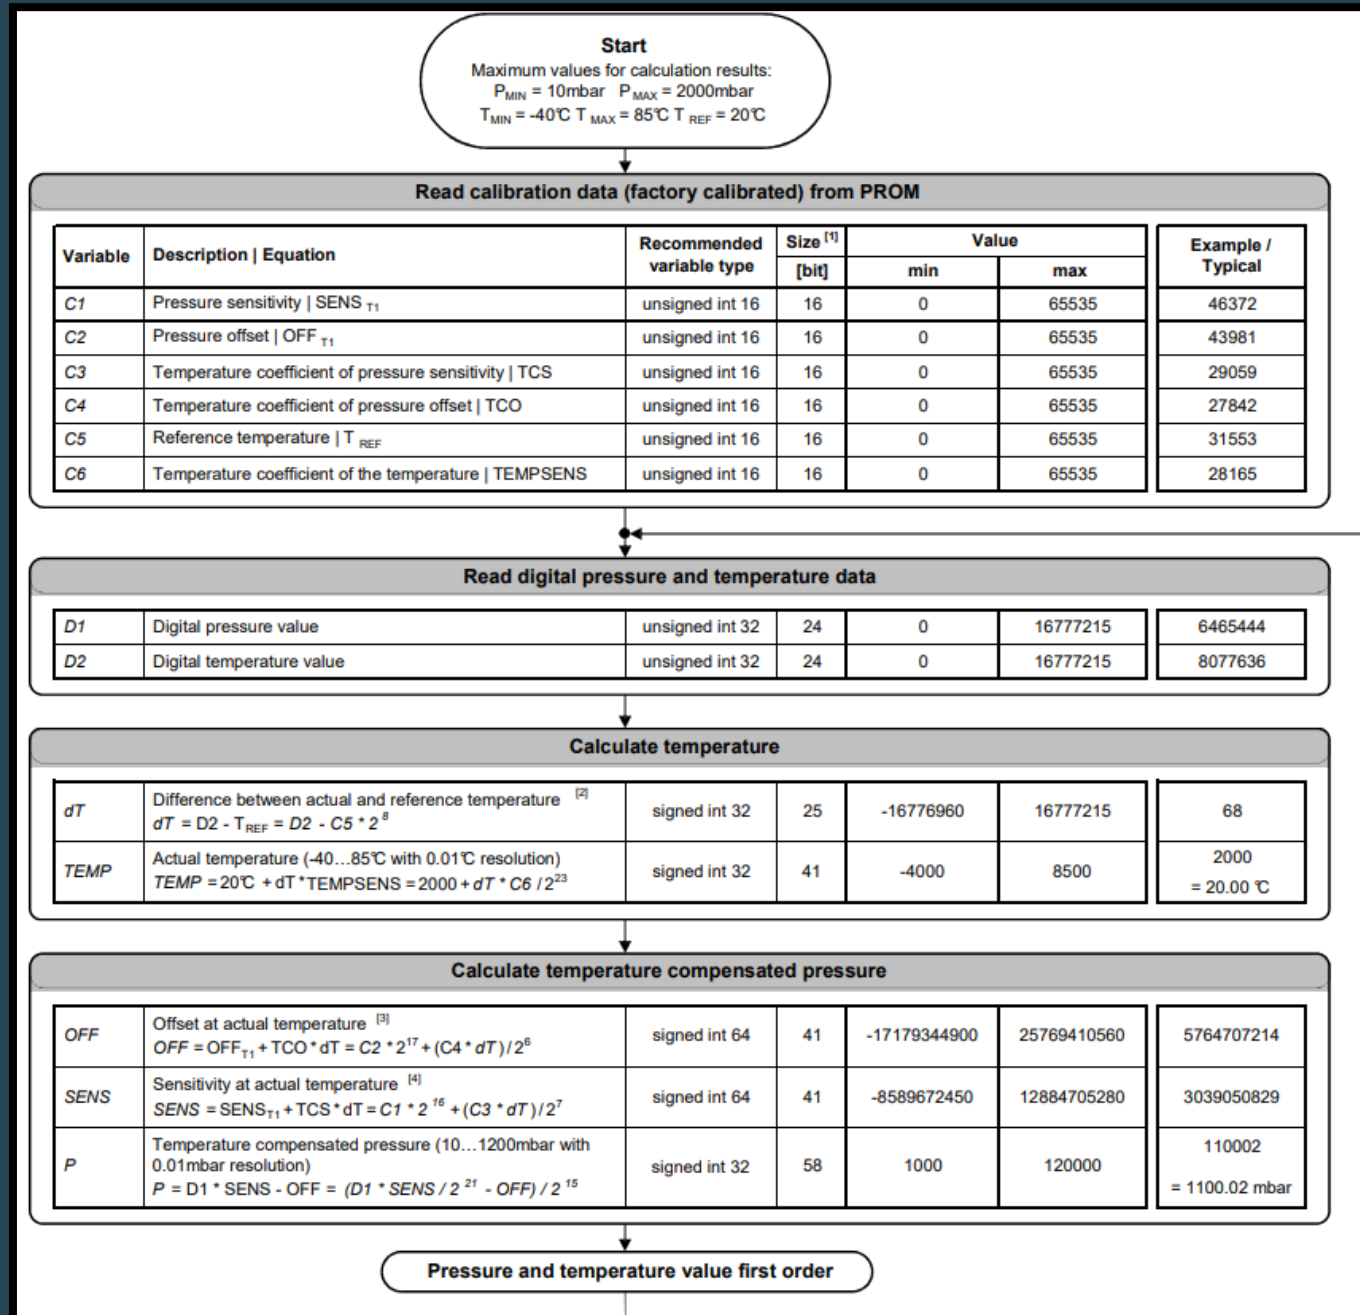 Start
Maximum values for calculation results:
PMIN = 10mbar PMAX = 2000mbar
TMIN = -40℃ TMAX = 85℃ TREF = 20℃
Read calibration data (factory calibrated) from PROM
Variable Description | Equation Recommended variable type Size [1] [bit] Value min max Example / Typical
C1 Pressure sensitivity | SENS T1 unsigned int 16 16 0 65535 46372
C2 Pressure offset | OFF T1 unsigned int 16 16 0 65535 43981
C3 Temperature coefficient of pressure sensitivity | TCS unsigned int 16 16 0 65535 29059
C4 Temperature coefficient of pressure offset | TCO unsigned int 16 16 0 65535 27842
C5 Reference temperature | T REF unsigned int 16 16 0 65535 31553
C6 Temperature coefficient of the temperature | TEMPSENS unsigned int 16 16 0 65535 28165
Read digital pressure and temperature data
D1 Digital pressure value unsigned int 32 24 0 16777215 6465444
D2 Digital temperature value unsigned int 32 24 0 16777215 8077636
Calculate temperature
dT Difference between actual and reference temperature [2] signed int 32 25 -16776960 16777215 68
dT = D2 - TREF = D2 - C5 * 2^8
TEMP Actual temperature (-40…85℃ with 0.01℃ resolution) signed int 32 41 -4000 8500 2000
TEMP = 20℃ + dT * TEMPSENS = 2000 + dT * C6 / 2^23 = 20.00 ℃
Calculate temperature compensated pressure
OFF Offset at actual temperature [3] signed int 64 41 -17179344900 25769410560 5764707214
OFF = OFFT1 + TCO * dT = C2 * 2^17 + (C4 * dT) / 2^6
SENS Sensitivity at actual temperature [4] signed int 64 41 -8589672450 12884705280 3039050829
SENS = SENST1 + TCS * dT = C1 * 2^16 + (C3 * dT) / 2^7
P Temperature compensated pressure (10…1200mbar with signed int 32 58 1000 120000 110002
0.01mbar resolution)
P = D1 * SENS - OFF = (D1 * SENS / 2^21 - OFF) / 2^15 = 1100.02 mbar
Pressure and temperature value first order